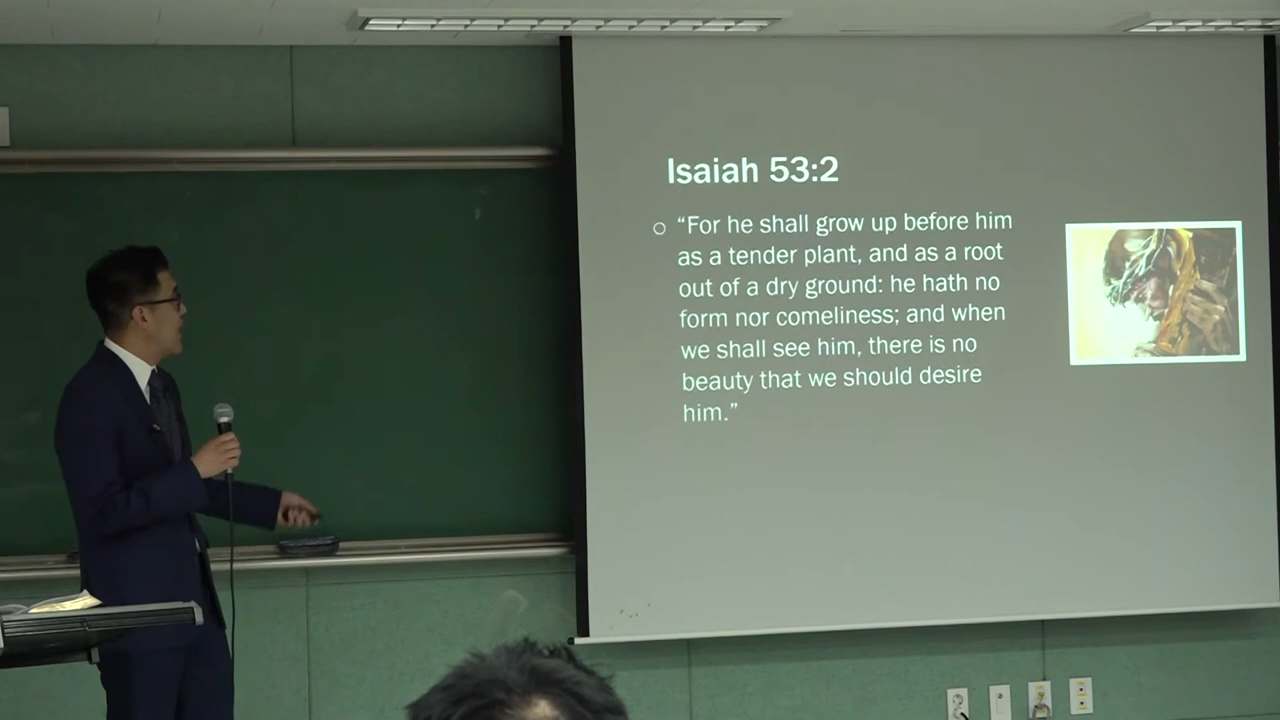 Isaiah 53:2
“For he shall grow up before him
as a tender plant, and as a root
out of a dry ground: he hath no
form nor comeliness; and when
we shall see him, there is no
beauty that we should desire
him.”